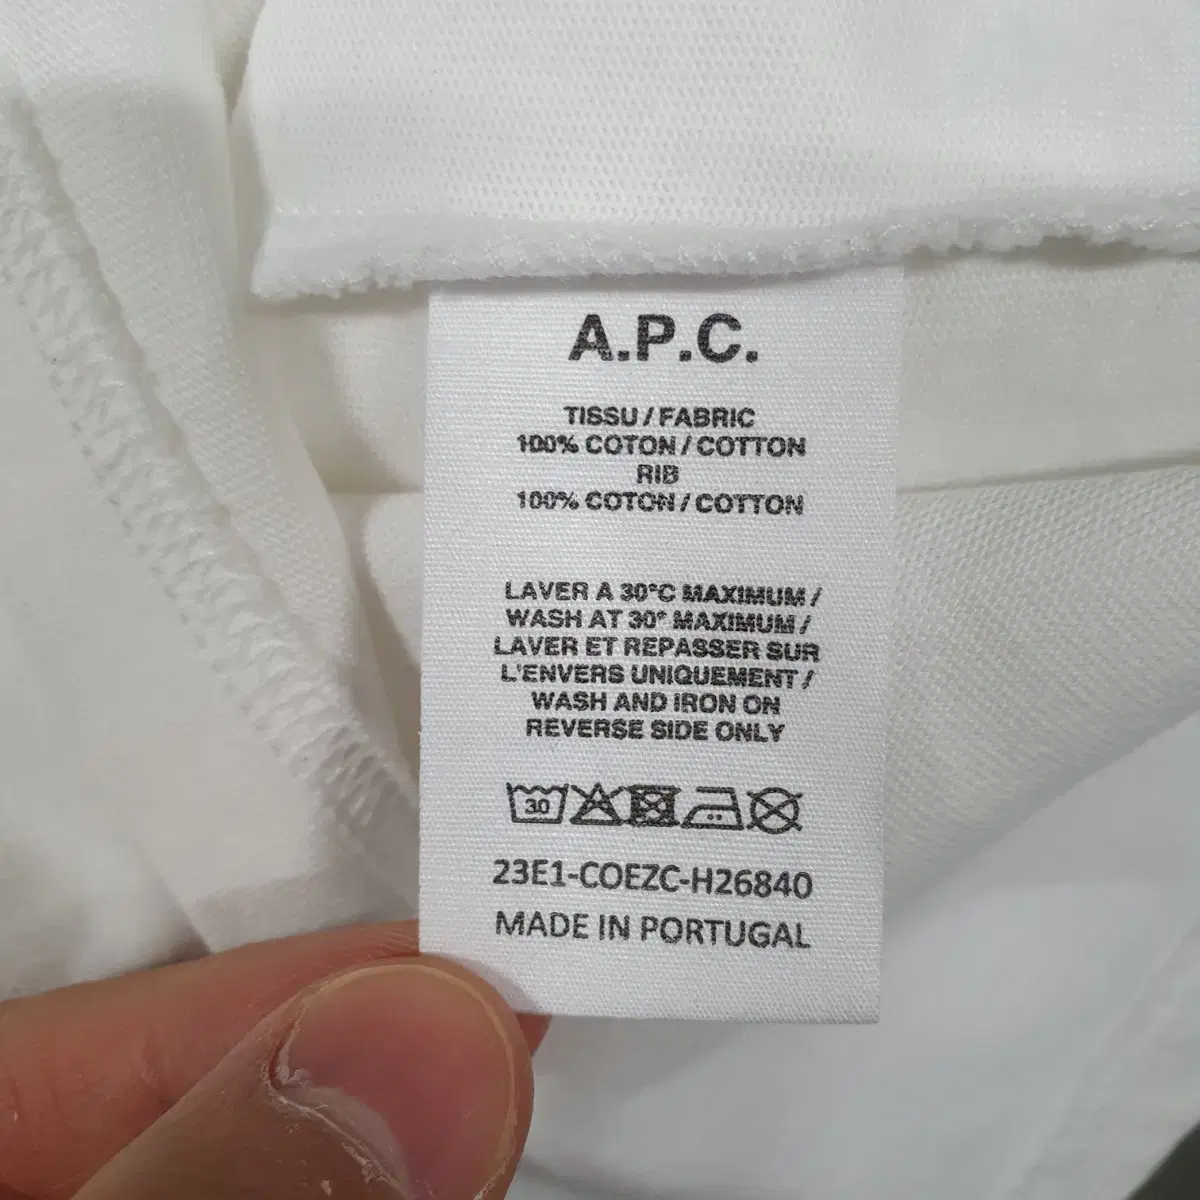 A.P.C.
TISSU / FABRIC
100% COTON / COTTON
RIB
100% COTON / COTTON
LAVER A 30°C MAXIMUM /
WASH AT 30° MAXIMUM /
LAVER ET REPASSER SUR
L'ENVERS UNIQUEMENT /
WASH AND IRON ON
REVERSE SIDE ONLY
30
23E1-COEZC-H26840
MADE IN PORTUGAL